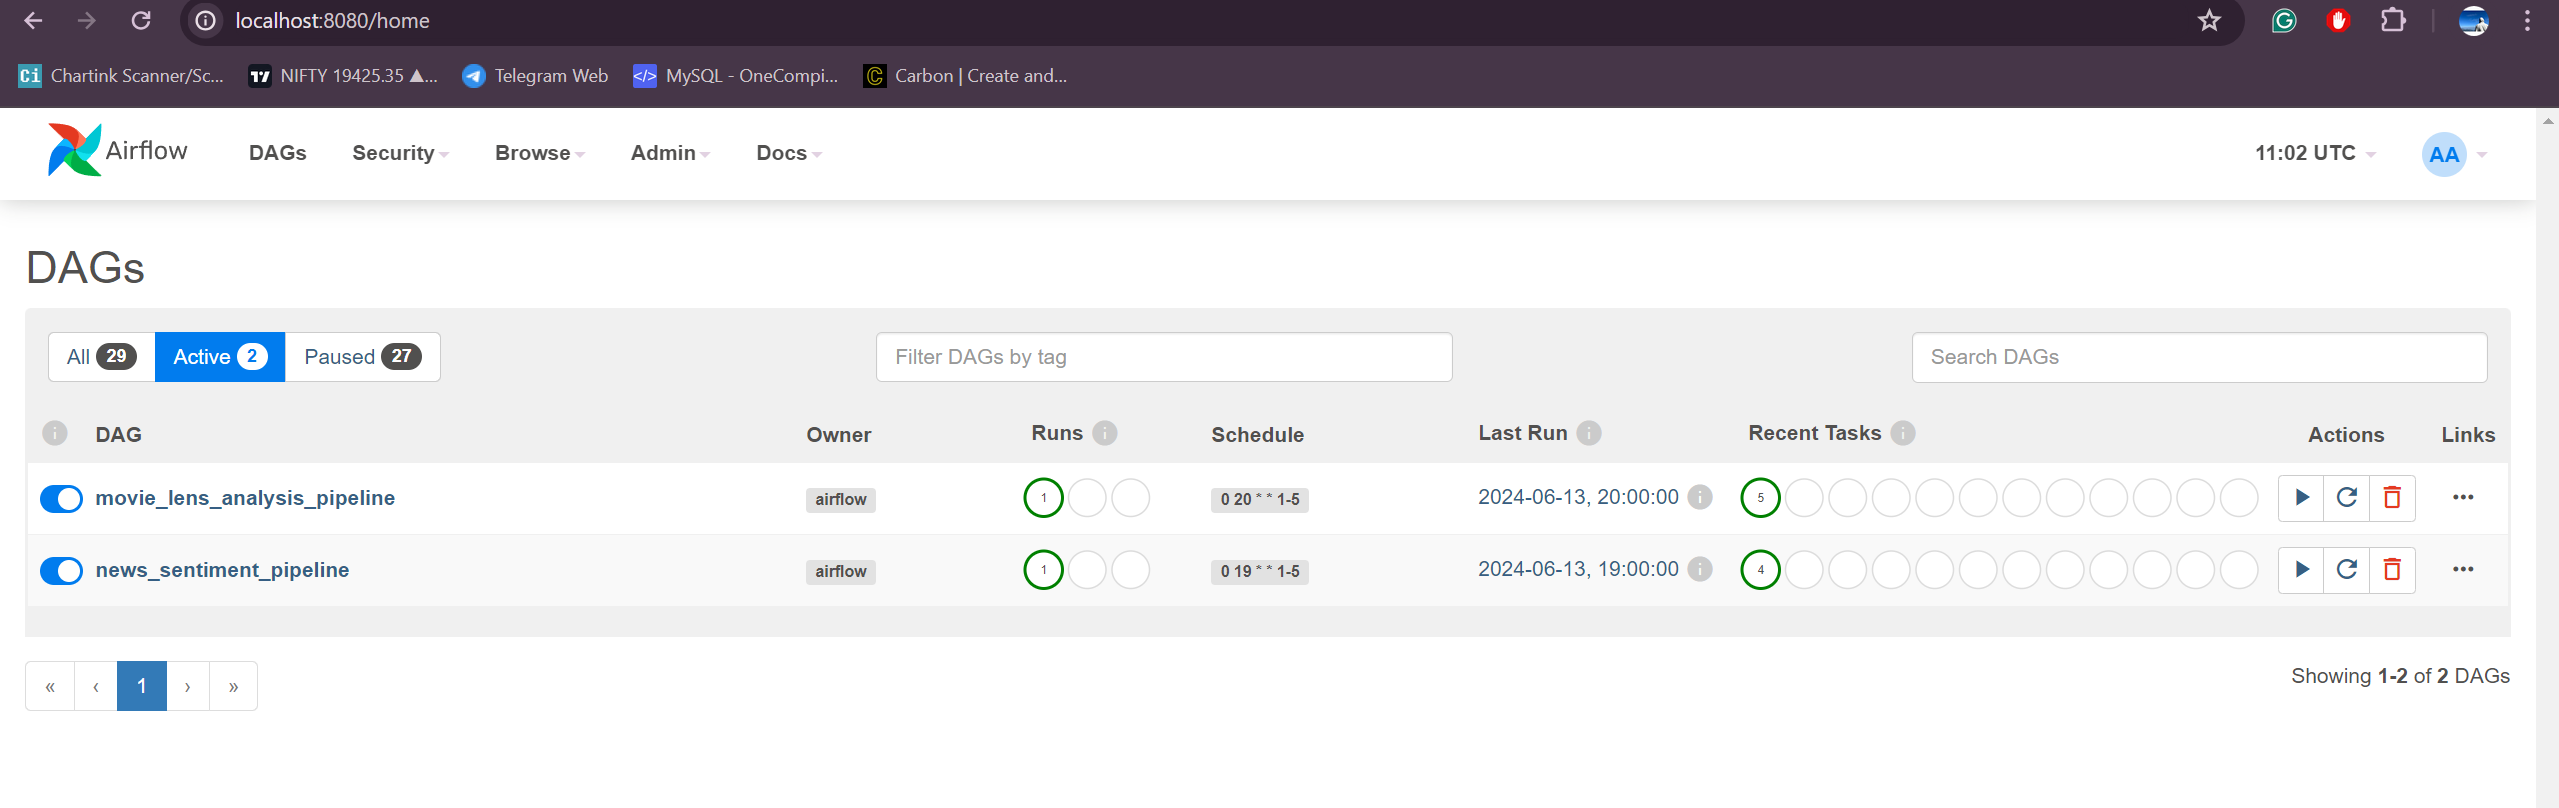 localhost:8080/home
Ci Chartink Scanner/Sc... NIFTY 19425.35 ▲... Telegram Web </> MySQL - OneCompi... C Carbon | Create and...
Airflow DAGs Security Browse Admin Docs 11:02 UTC AA
DAGs
All 29 Active 2 Paused 27 Filter DAGs by tag Search DAGs
i DAG Owner Runs i Schedule Last Run i Recent Tasks i Actions Links
movie_lens_analysis_pipeline airflow 1 0 20 * * 1-5 2024-06-13, 20:00:00 i 5 ...
news_sentiment_pipeline airflow 1 0 19 * * 1-5 2024-06-13, 19:00:00 i 4 ...
« ‹ 1 › » Showing 1-2 of 2 DAGs